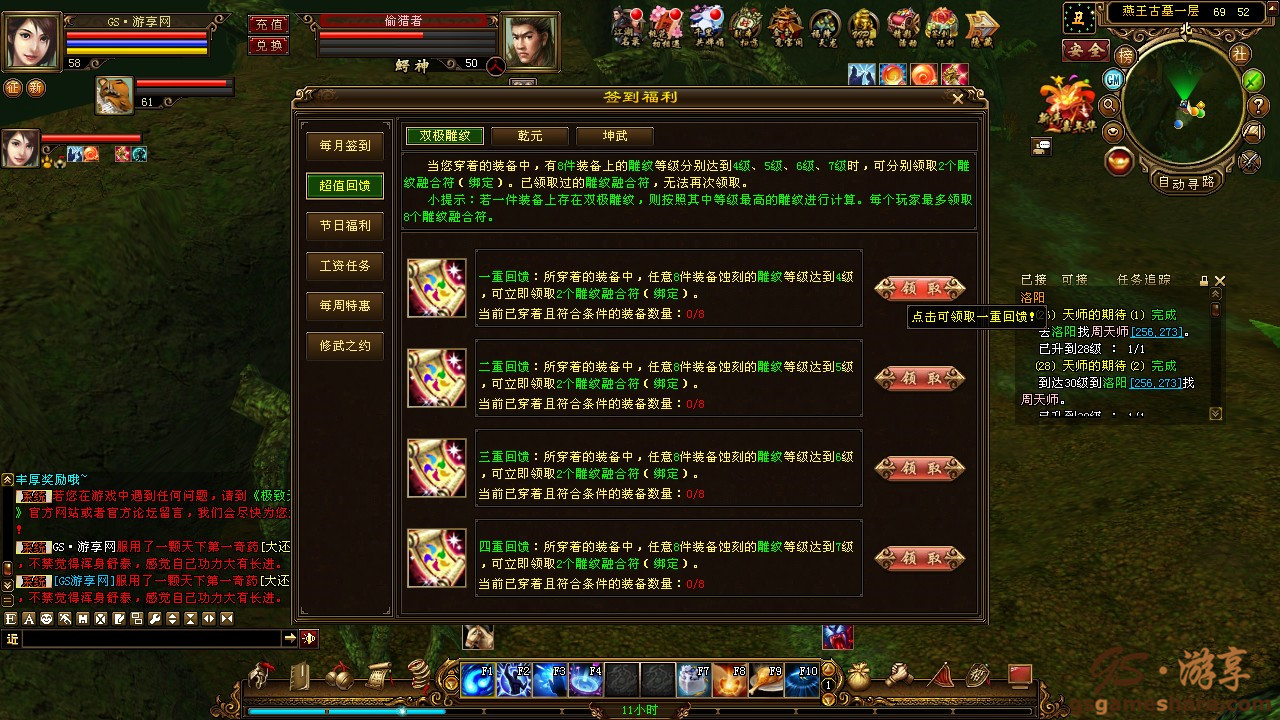 GS·游享网
58
充值
兑换
偷猎者
鳄神
50
丑
燕王古墓一层 69 52
北
安全
榜
社
GM
自动寻路
征
新
61
签到福利
每月签到
超值回馈
节日福利
工资任务
每周特惠
修武之约
双极雕纹
乾元
坤武
当您穿着的装备中，有8件装备上的雕纹等级分别达到4级、5级、6级、7级时，可分别领取2个雕
纹融合符（绑定）。已领取过的雕纹融合符，无法再次领取。
小提示：若一件装备上存在双极雕纹，则按照其中等级最高的雕纹进行计算。每个玩家最多领取
8个雕纹融合符。
一重回馈：所穿著的装备中，任意8件装备蚀刻的雕纹等级达到4级
，可立即领取2个雕纹融合符（绑定）。
当前已穿着且符合条件的装备数量：0/8
领取
点击可领取一重回馈！
二重回馈：所穿著的装备中，任意8件装备蚀刻的雕纹等级达到5级
，可立即领取2个雕纹融合符（绑定）。
当前已穿着且符合条件的装备数量：0/8
领取
三重回馈：所穿著的装备中，任意8件装备蚀刻的雕纹等级达到6级
，可立即领取2个雕纹融合符（绑定）。
当前已穿着且符合条件的装备数量：0/8
领取
四重回馈：所穿著的装备中，任意8件装备蚀刻的雕纹等级达到7级
，可立即领取2个雕纹融合符（绑定）。
当前已穿着且符合条件的装备数量：0/8
领取
已接 可接 任务追踪
洛阳
天师的期待(1) 完成
去洛阳找周天师[256,273]。
已升到28级 ： 1/1
(28) 天师的期待(2) 完成
到达30级到洛阳[256,273]找
周天师。
丰厚奖励哦~
系统 若您在游戏中遇到任何问题，请到《极致天
》官方网站或者官方论坛留言，我们会尽快为您
！
系统 GS·游享网服用了一颗天下第一奇药[大还
，不禁觉得浑身舒泰，感觉自己功力大有长进。
系统 [GS游享网]服用了一颗天下第一奇药[大还
，不禁觉得浑身舒泰，感觉自己功力大有长进。
近
F1 F2 F3 F4 F7 F8 F9 F10
1
11小时
·游享